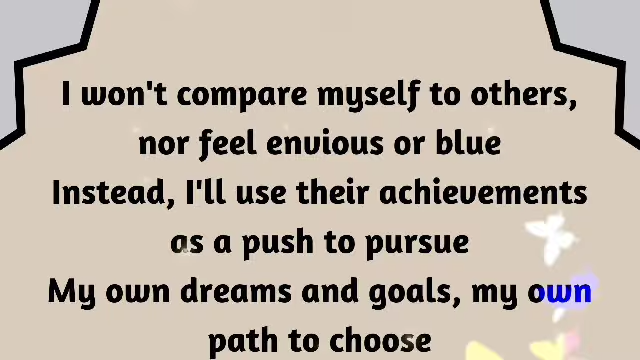 I won't compare myself to others,
nor feel envious or blue
Instead, I'll use their achievements
as a push to pursue
My own dreams and goals, my own
path to choose